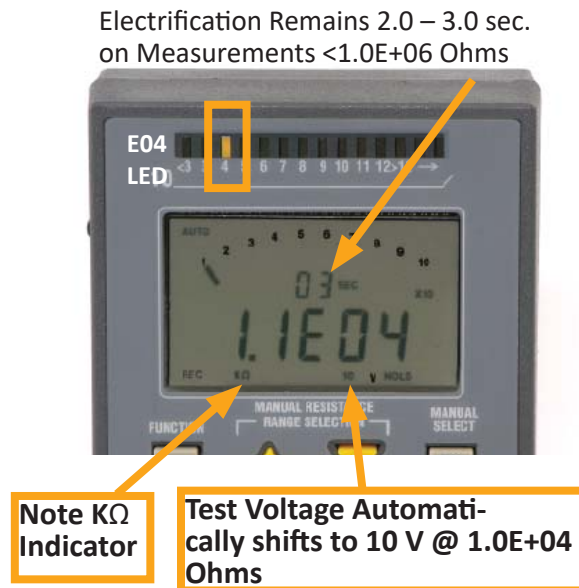 Electrification Remains 2.0 – 3.0 sec.
on Measurements <1.0E+06 Ohms
E04
LED
<3 4 6 7 8 9 10 11 12
AUTO
2 3 4 5 6 8 9 10
03 SEC
X10
1.1E04
REC KΩ 10 V HOLD
FUNCTION
MANUAL RESISTANCE
RANGE SELECTION
MANUAL
SELECT
Note KΩ
Indicator
Test Voltage Automati-
cally shifts to 10 V @ 1.0E+04
Ohms